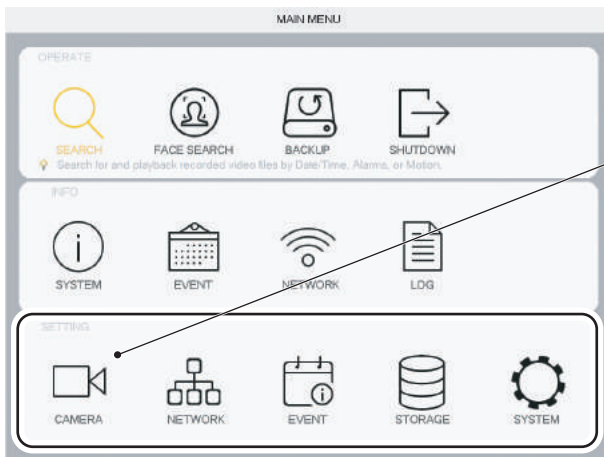 MAIN MENU
OPERATE
SEARCH FACE SEARCH BACKUP SHUTDOWN
Search for and playback recorded video files by Date/Time, Alarms, or Motion.
INFO
SYSTEM EVENT NETWORK LOG
SETTING
CAMERA NETWORK EVENT STORAGE SYSTEM